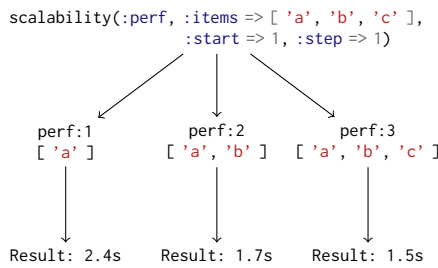 scalability(:perf, :items => [ 'a', 'b', 'c' ],
:start => 1, :step => 1)
perf:1 perf:2 perf:3
[ 'a' ] [ 'a', 'b' ] [ 'a', 'b', 'c' ]
Result: 2.4s Result: 1.7s Result: 1.5s